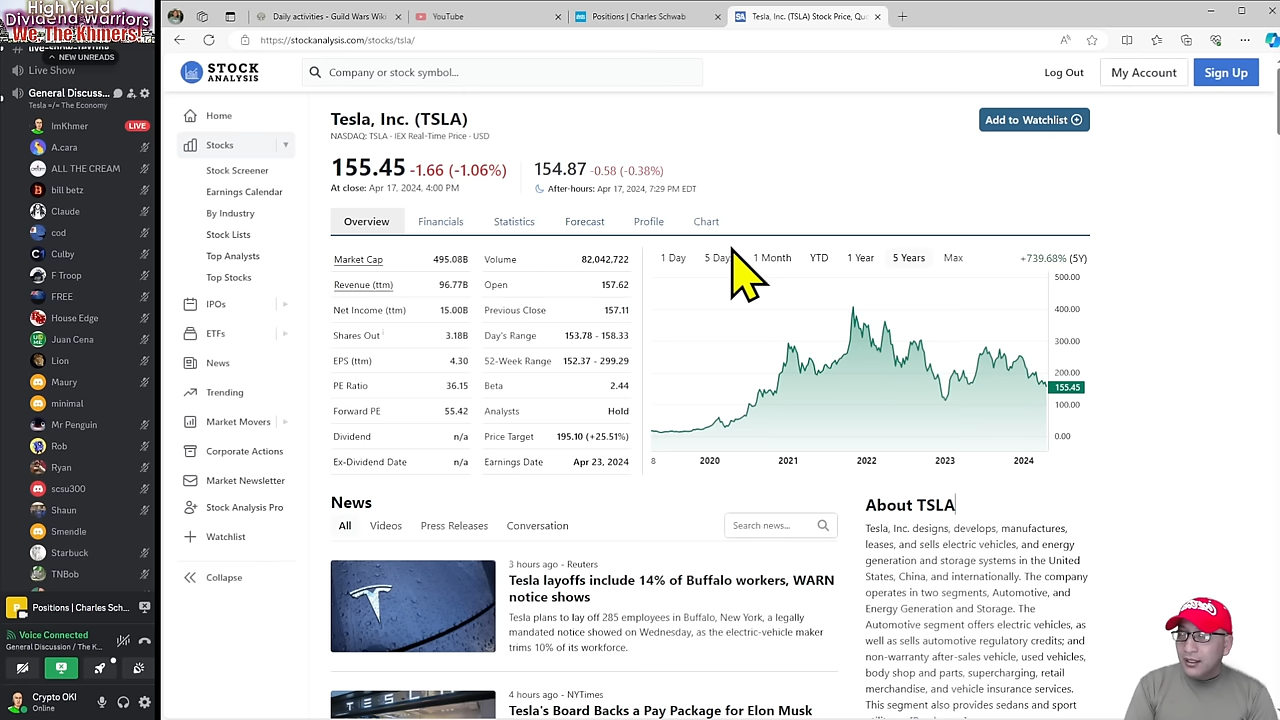 High Yield
Dividend Warriors
We The Khmers!
NEW UNREADS
Live Show
General Discuss...
Tesla =/= The Economy
ImKhmer
LIVE
A.cara
ALL THE CREAM
bill betz
Claude
cod
Culby
F Troop
FREE
House Edge
Juan Cena
Lion
Maury
minimal
Mr Penguin
Rob
Ryan
scsu300
Shaun
Smendle
Starbuck
TNBob
Positions | Charles Sch...
Voice Connected
General Discussion / The K...
Crypto OKI
Online
Daily activities - Guild Wars Wiki
YouTube
Positions | Charles Schwab
Tesla, Inc. (TSLA) Stock Price, Qu
https://stockanalysis.com/stocks/tsla/
STOCK
ANALYSIS
Company or stock symbol...
Log Out
My Account
Sign Up
Home
Stocks
Stock Screener
Earnings Calendar
By Industry
Stock Lists
Top Analysts
Top Stocks
IPOs
ETFs
News
Trending
Market Movers
Corporate Actions
Market Newsletter
Stock Analysis Pro
Watchlist
Collapse
Tesla, Inc. (TSLA)
NASDAQ: TSLA · IEX Real-Time Price · USD
Add to Watchlist
155.45 -1.66 (-1.06%)
At close: Apr 17, 2024, 4:00 PM
154.87 -0.58 (-0.38%)
After-hours: Apr 17, 2024, 7:29 PM EDT
Overview Financials Statistics Forecast Profile Chart
Market Cap 495.08B Volume 82,042,722
Revenue (ttm) 96.77B Open 157.62
Net Income (ttm) 15.00B Previous Close 157.11
Shares Out 3.18B Day's Range 153.78 - 158.33
EPS (ttm) 4.30 52-Week Range 152.37 - 299.29
PE Ratio 36.15 Beta 2.44
Forward PE 55.42 Analysts Hold
Dividend n/a Price Target 195.10 (+25.51%)
Ex-Dividend Date n/a Earnings Date Apr 23, 2024
1 Day 5 Day 1 Month YTD 1 Year 5 Years Max +739.68% (5Y)
500.00
400.00
300.00
200.00
155.45
100.00
0.00
8 2020 2021 2022 2023 2024
News
All Videos Press Releases Conversation
Search news...
3 hours ago - Reuters
Tesla layoffs include 14% of Buffalo workers, WARN
notice shows
Tesla plans to lay off 285 employees in Buffalo, New York, a legally
mandated notice showed on Wednesday, as the electric-vehicle maker
trims 10% of its workforce.
4 hours ago - NYTimes
Tesla's Board Backs a Pay Package for Elon Musk
TESL
About TSLA
Tesla, Inc. designs, develops, manufactures,
leases, and sells electric vehicles, and energy
generation and storage systems in the United
States, China, and internationally. The company
operates in two segments, Automotive, and
Energy Generation and Storage. The
Automotive segment offers electric vehicles, as
well as sells automotive regulatory credits; and
non-warranty after-sales vehicle, used vehicles,
body shop and parts, supercharging, retail
merchandise, and vehicle insurance services.
This segment also provides sedans and sport